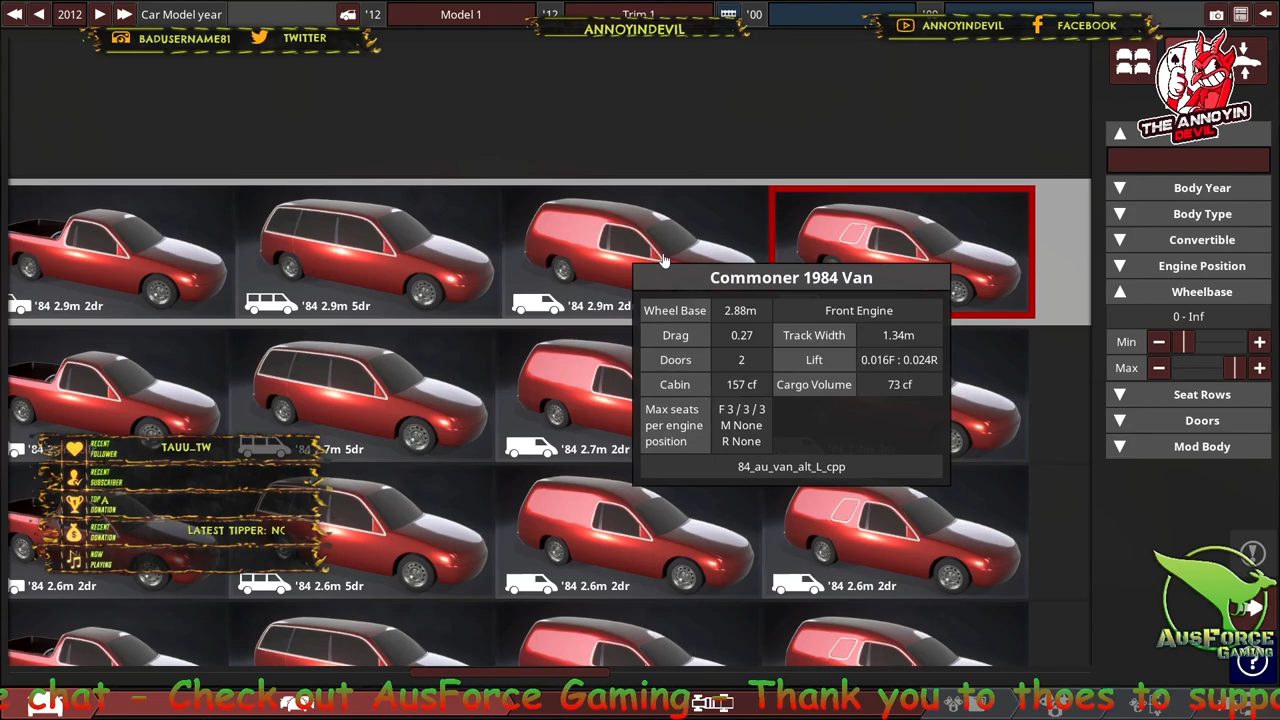 2012 Car Model year '12 Model 1 '12 Trim 1 '00
BADUSERNAME81 TWITTER
ANNOYINDEVIL
ANNOYINDEVIL FACEBOOK
THE ANNOYIN
DEVIL
Body Year
Body Type
Convertible
Engine Position
Wheelbase
0 - Inf
Min
Max
Seat Rows
Doors
Mod Body
'84 2.9m 2dr
'84 2.9m 5dr
'84 2.9m 2
Commoner 1984 Van
Wheel Base 2.88m Front Engine
Drag 0.27 Track Width 1.34m
Doors 2 Lift 0.016F : 0.024R
Cabin 157 cf Cargo Volume 73 cf
Max seats
per engine
position
F 3 / 3 / 3
M None
R None
84_au_van_alt_L_cpp
.7m 5dr
'84 2.7m 2dr
RECENT
FOLLOWER
TAUU_TW
RECENT
SUBSCRIBER
TOP A
DONATION
RECENT
DONATION
LATEST TIPPER: NO
NOW
PLAYING
'84 2.6m 2dr
'84 2.6m 5dr
'84 2.6m 2dr
'84 2.6m 2dr
AUSFORCE
GAMING
?
e chat - Check out AusForce Gaming - Thank you to thoes to suppo